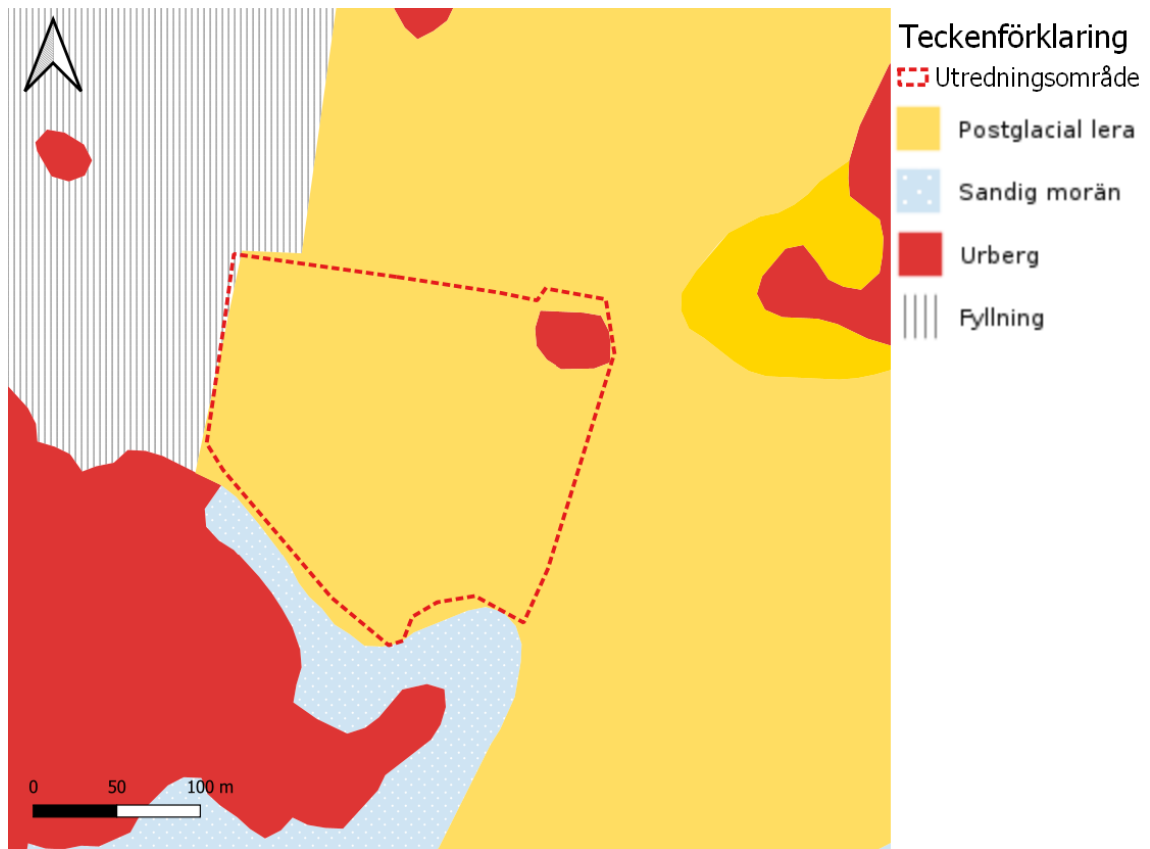 Teckenförklaring
Utredningsområde
Postglacial lera
Sandig morän
Urberg
Fyllning
0 50 100 m